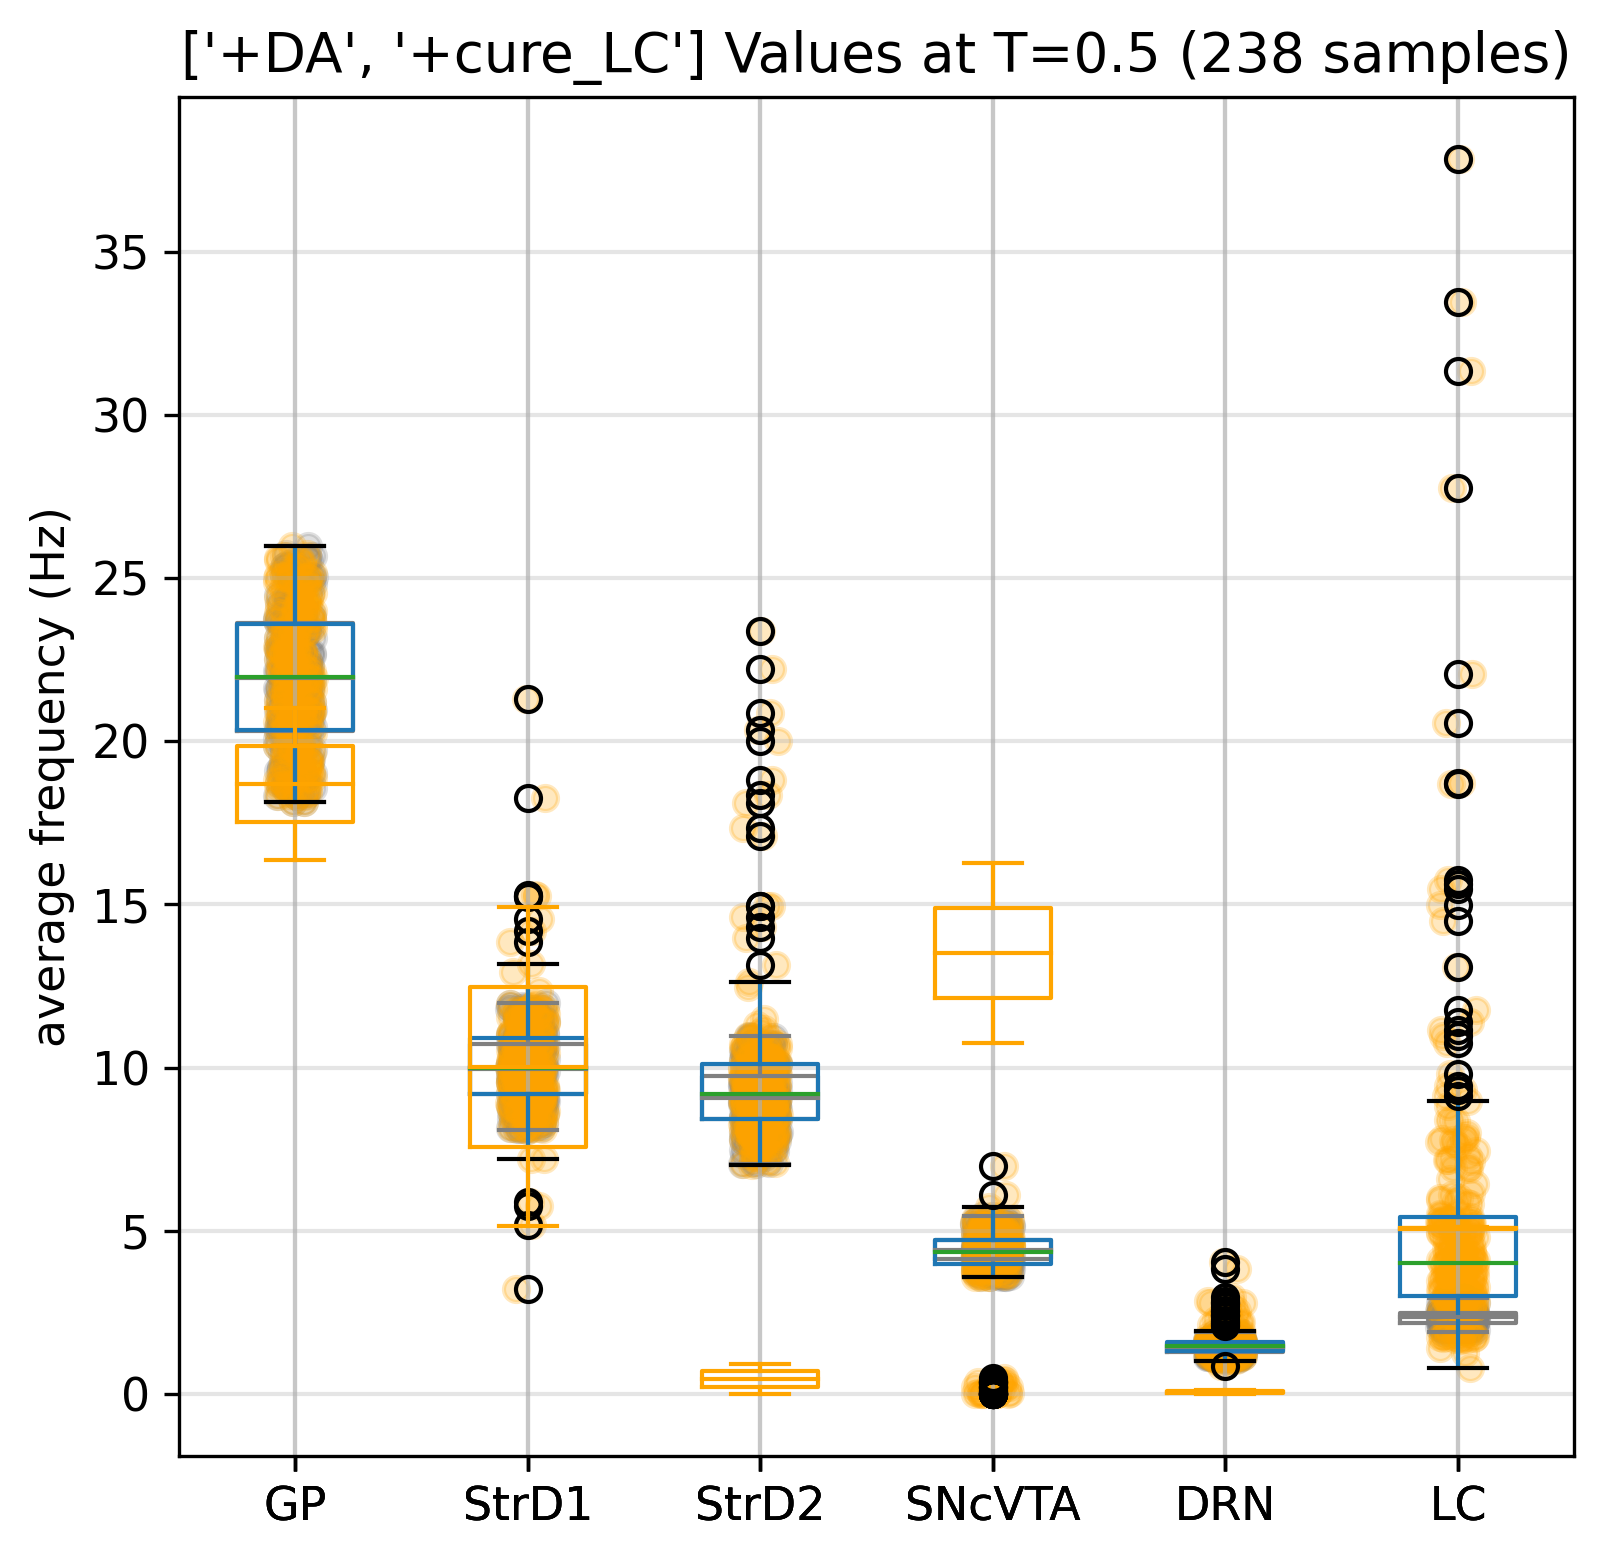 ['+DA', '+cure_LC'] Values at T=0.5 (238 samples)
average frequency (Hz)
35
30
25
20
15
10
5
0
GP StrD1 StrD2 SNcVTA DRN LC